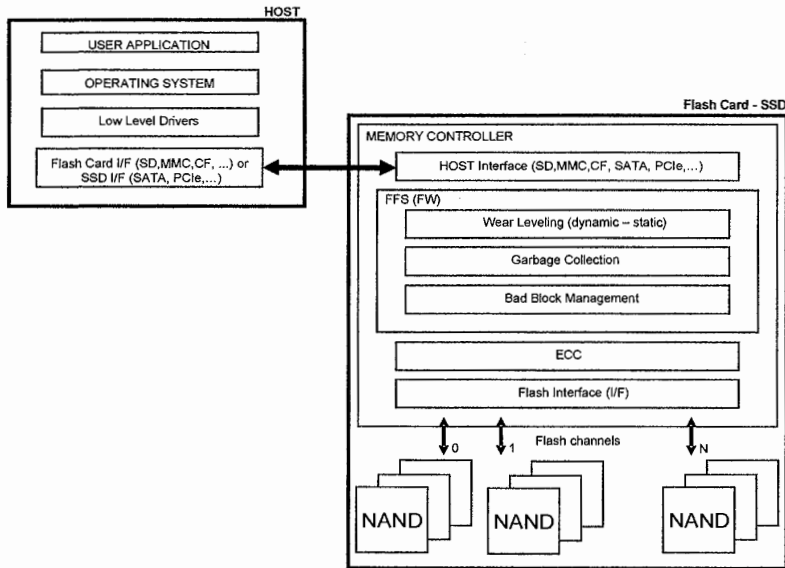 HOST
USER APPLICATION
OPERATING SYSTEM
Low Level Drivers
Flash Card I/F (SD,MMC,CF, ...) or
SSD I/F (SATA, PCIe,...)
Flash Card - SSD
MEMORY CONTROLLER
HOST Interface (SD,MMC,CF, SATA, PCIe,...)
FFS (FW)
Wear Leveling (dynamic – static)
Garbage Collection
Bad Block Management
ECC
Flash Interface (I/F)
0 1 Flash channels N
NAND NAND NAND